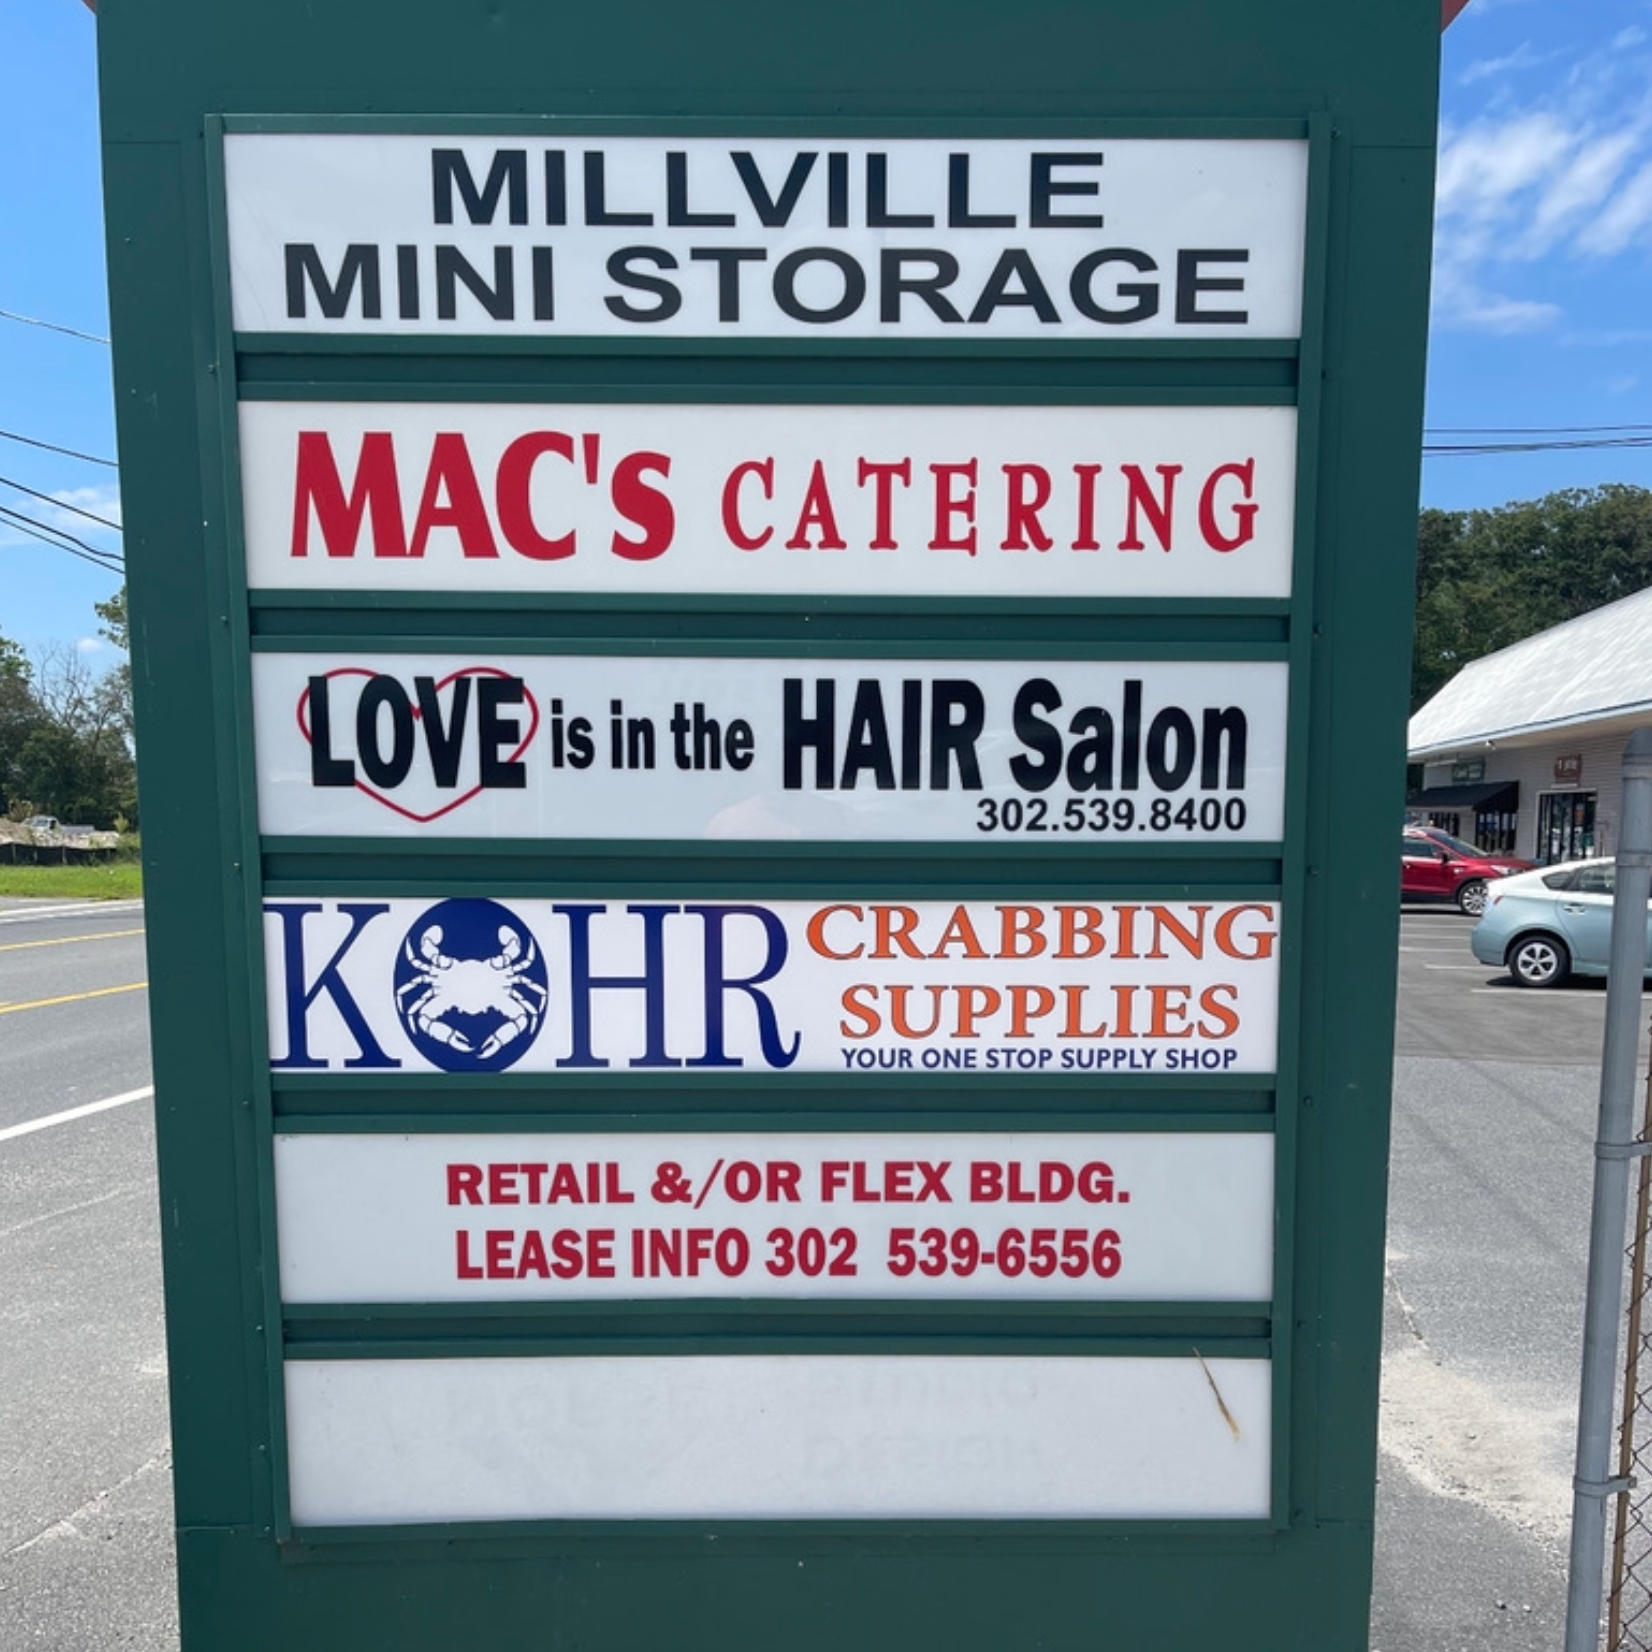 MILLVILLE
MINI STORAGE
MAC's CATERING
LOVE is in the HAIR Salon
302.539.8400
KOHR CRABBING
SUPPLIES
YOUR ONE STOP SUPPLY SHOP
RETAIL &/OR FLEX BLDG.
LEASE INFO 302 539-6556